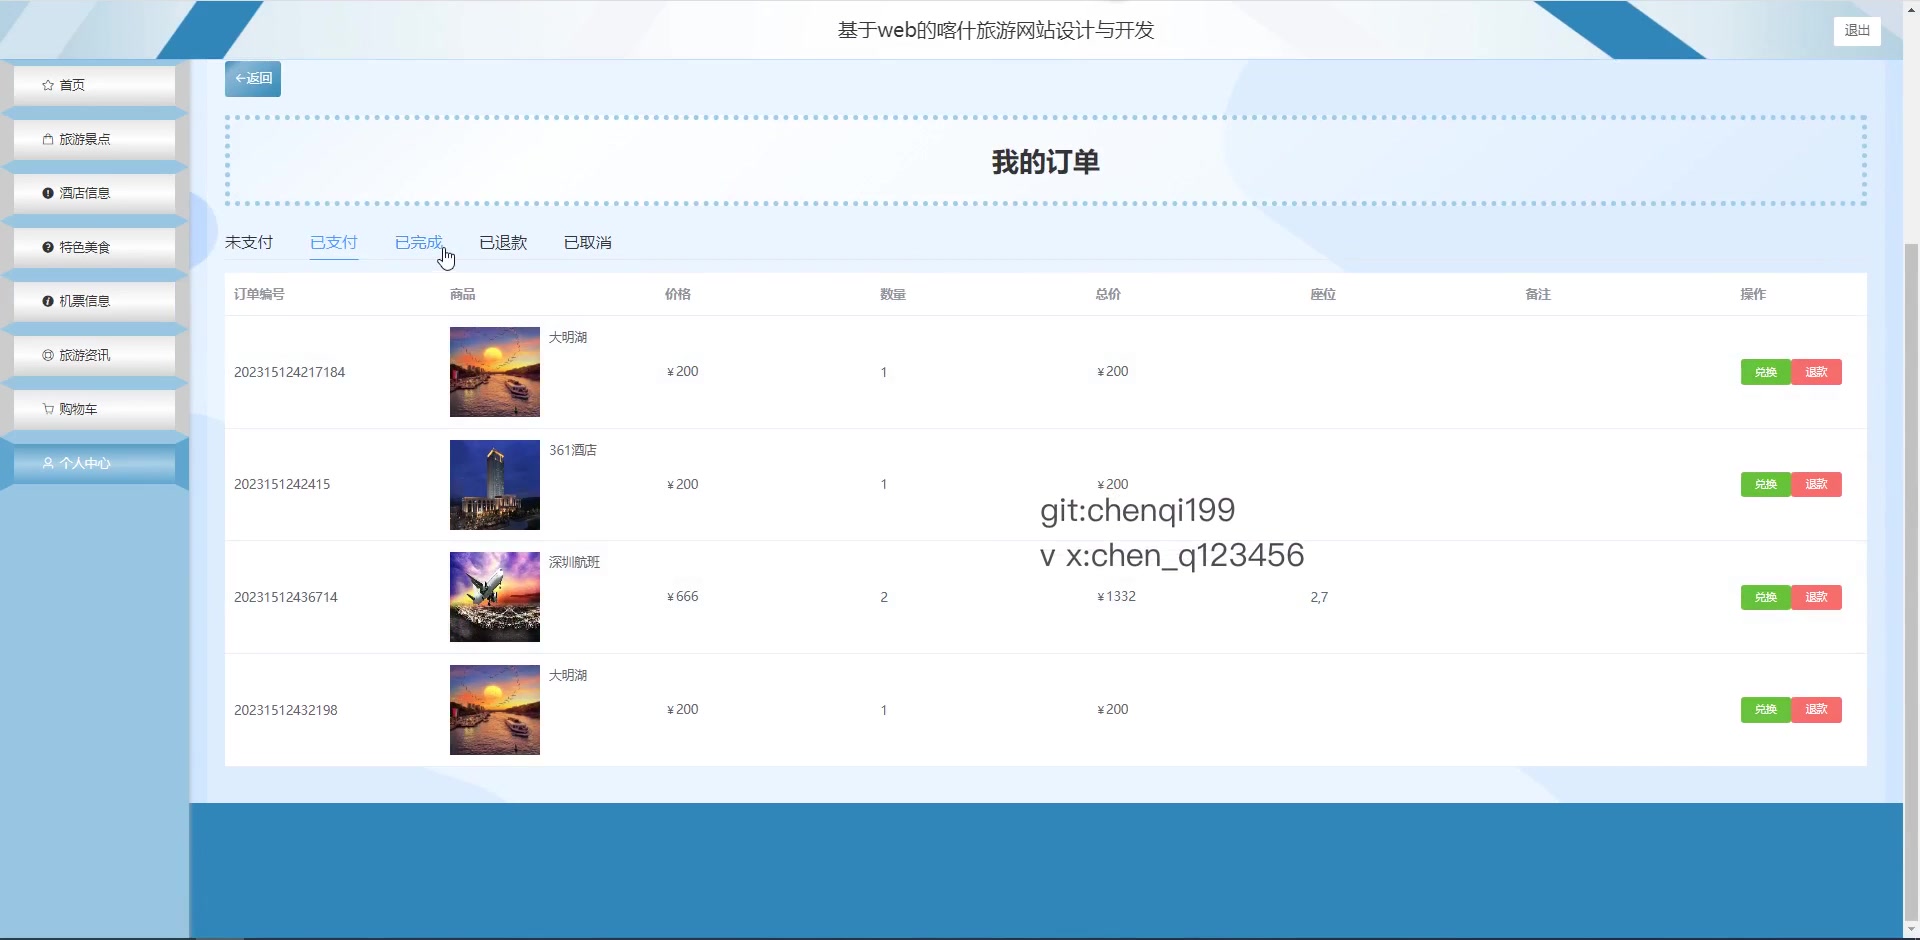 基于web的喀什旅游网站设计与开发
退出
首页
旅游景点
酒店信息
特色美食
机票信息
旅游资讯
购物车
个人中心
←返回
我的订单
未支付 已支付 已完成 已退款 已取消
订单编号 商品 价格 数量 总价 座位 备注 操作
202315124217184 大明湖 ￥200 1 ￥200 兑换 退款
2023151242415 361酒店 ￥200 1 ￥200 兑换 退款
git:chenqi199
v x:chen_q123456
20231512436714 深圳航班 ￥666 2 ￥1332 2,7 兑换 退款
20231512432198 大明湖 ￥200 1 ￥200 兑换 退款